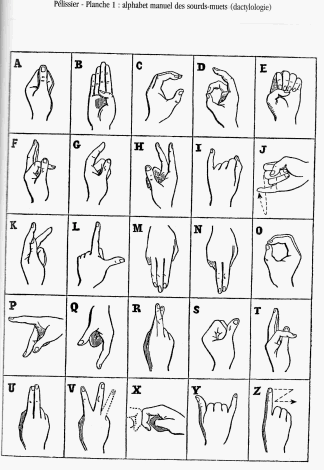 Pélissier - Planche 1 : alphabet manuel des sourds-muets (dactylologie)
A B C D E
F G H I J
K L M N O
P Q R S T
U V X Y Z